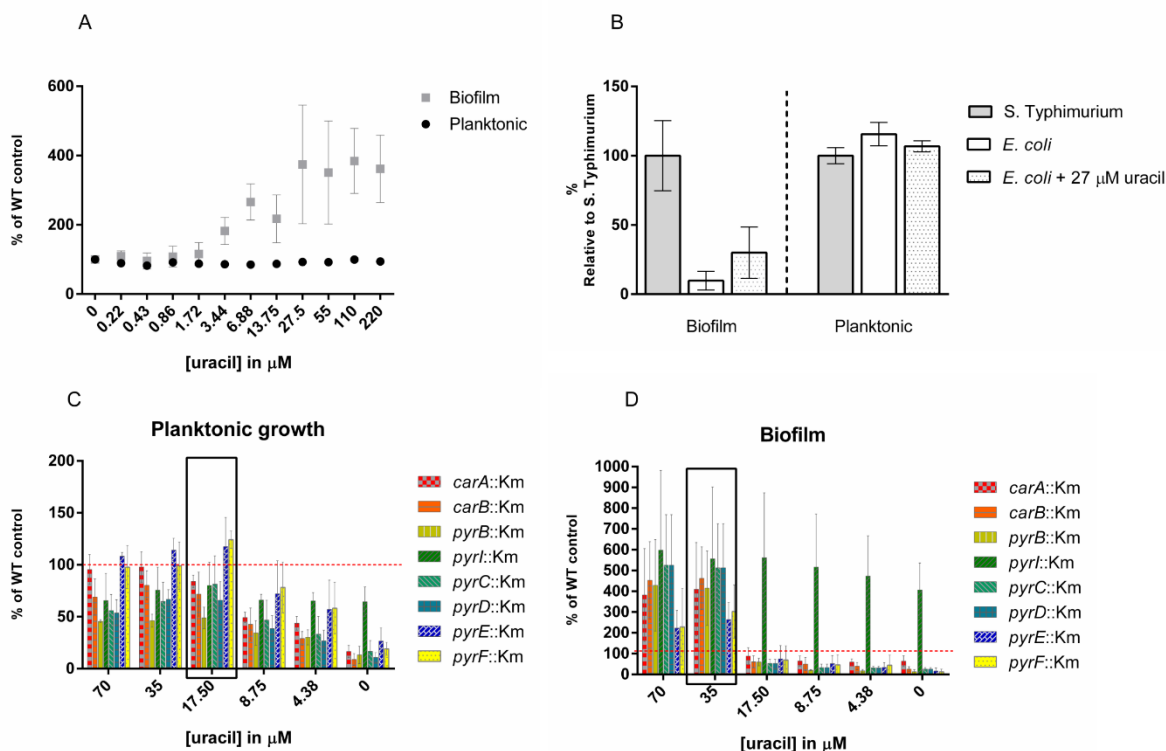 A
600
400
200
0
% of WT control
0 0.22 0.43 0.86 1.72 3.44 6.88 13.75 27.5 55 110 220
[uracil] in μM
Biofilm
Planktonic
B
150
100
50
0
%
Relative to S. Typhimurium
Biofilm Planktonic
S. Typhimurium
E. coli
E. coli + 27 μM uracil
C
Planktonic growth
200
150
100
50
0
% of WT control
70 35 17.50 8.75 4.38 0
[uracil] in μM
carA::Km
carB::Km
pyrB::Km
pyrI::Km
pyrC::Km
pyrD::Km
pyrE::Km
pyrF::Km
D
Biofilm
1000
900
800
700
600
500
400
300
200
100
0
% of WT control
70 35 17.50 8.75 4.38 0
[uracil] in μM
carA::Km
carB::Km
pyrB::Km
pyrI::Km
pyrC::Km
pyrD::Km
pyrE::Km
pyrF::Km